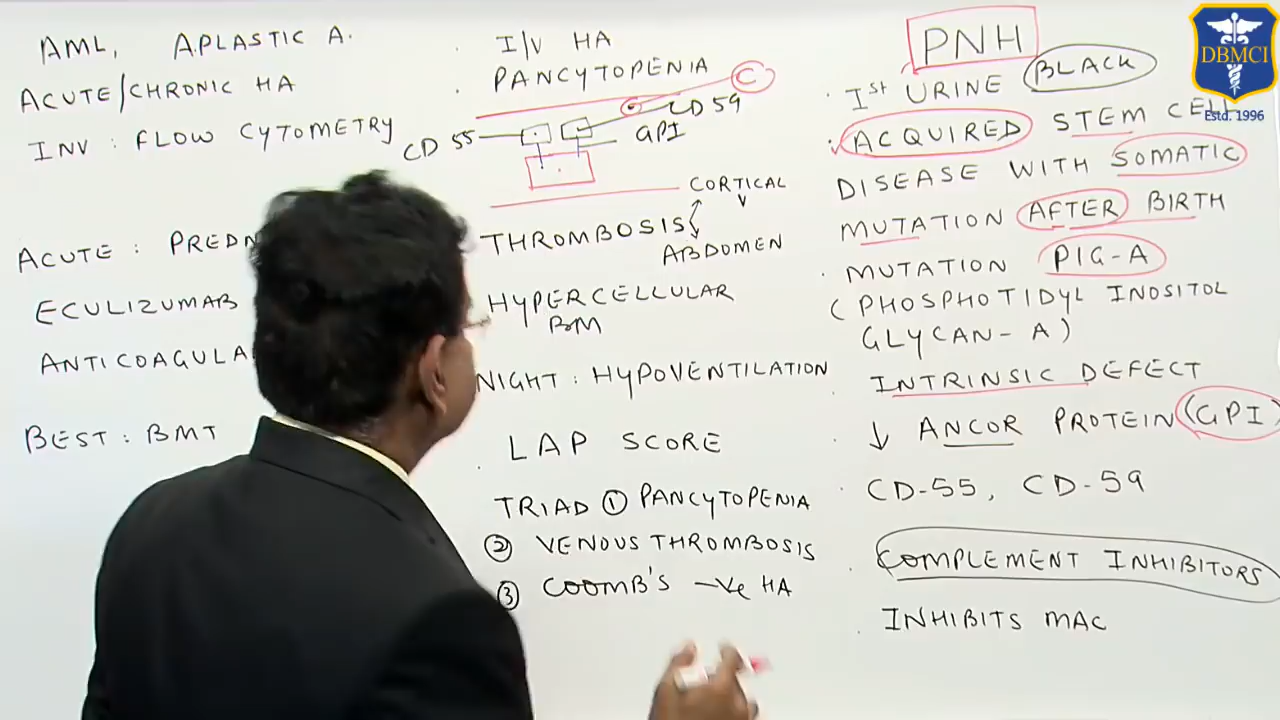 AML, APLASTIC A.
ACUTE/CHRONIC HA
INV : FLOW CYTOMETRY
ACUTE : PREDN
ECULIZUMAB
ANTICOAGULA
BEST : BMT
I/V HA
PANCYTOPENIA
C
CD 59
CD 55
GPI
CORTICAL
V
THROMBOSIS
ABDOMEN
HYPERCELLULAR
BM
NIGHT : HYPOVENTILATION
LAP SCORE
TRIAD ① PANCYTOPENIA
② VENOUS THROMBOSIS
③ COOMB'S -Ve HA
PNH
Ist URINE BLACK
ACQUIRED STEM CELL
DISEASE WITH SOMATIC
MUTATION AFTER BIRTH
MUTATION PIG-A
(PHOSPHOTIDYL INOSITOL
GLYCAN-A)
INTRINSIC DEFECT
↓ ANCOR PROTEIN (GPI)
CD-55, CD-59
COMPLEMENT INHIBITORS
INHIBITS MAC
DBMCI
Estd. 1996